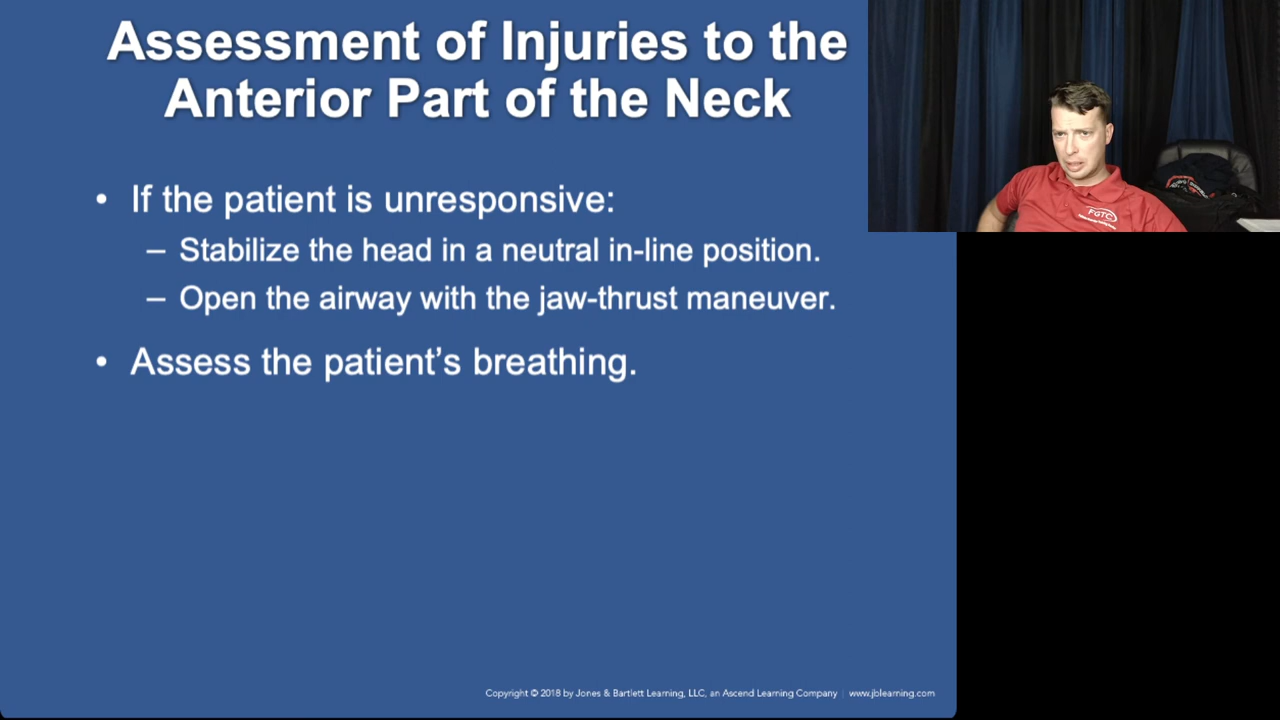 Assessment of Injuries to the
Anterior Part of the Neck
• If the patient is unresponsive:
– Stabilize the head in a neutral in-line position.
– Open the airway with the jaw-thrust maneuver.
• Assess the patient’s breathing.
Copyright © 2018 by Jones & Bartlett Learning, LLC, an Ascend Learning Company | www.jblearning.com
FGTC